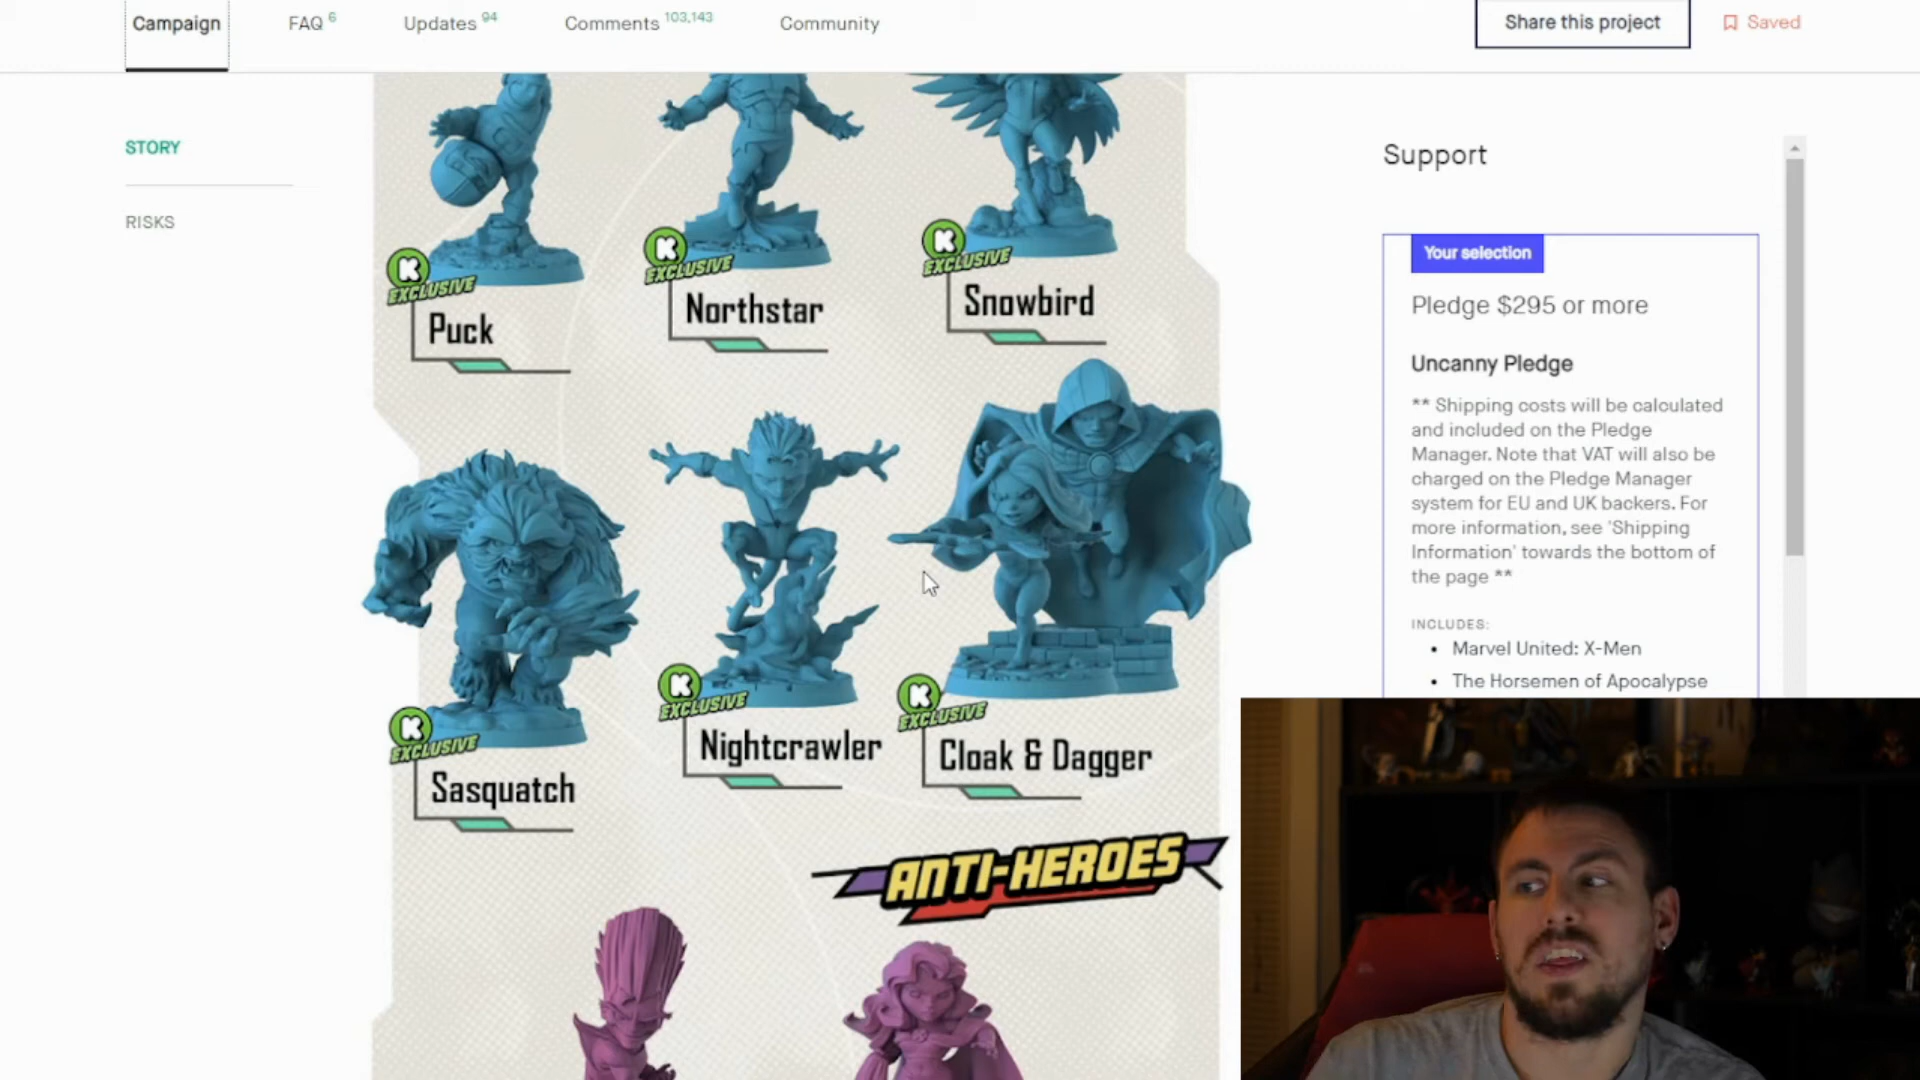 Campaign
FAQ 6
Updates 94
Comments 103,143
Community
Share this project
Saved
STORY
RISKS
Support
K
EXCLUSIVE
Puck
K
EXCLUSIVE
Northstar
K
EXCLUSIVE
Snowbird
K
EXCLUSIVE
Sasquatch
K
EXCLUSIVE
Nightcrawler
K
EXCLUSIVE
Cloak & Dagger
ANTI-HEROES
Your selection
Pledge $295 or more
Uncanny Pledge
** Shipping costs will be calculated
and included on the Pledge
Manager. Note that VAT will also be
charged on the Pledge Manager
system for EU and UK backers. For
more information, see 'Shipping
Information' towards the bottom of
the page **
INCLUDES:
• Marvel United: X-Men
• The Horsemen of Apocalypse